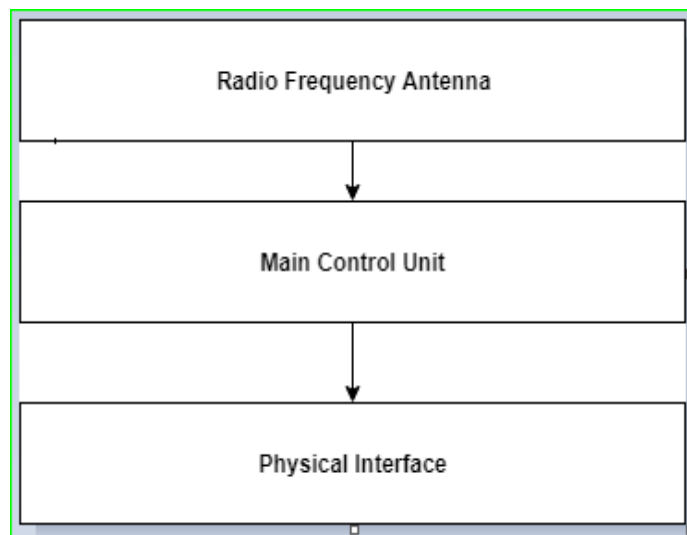 Radio Frequency Antenna
Main Control Unit
Physical Interface